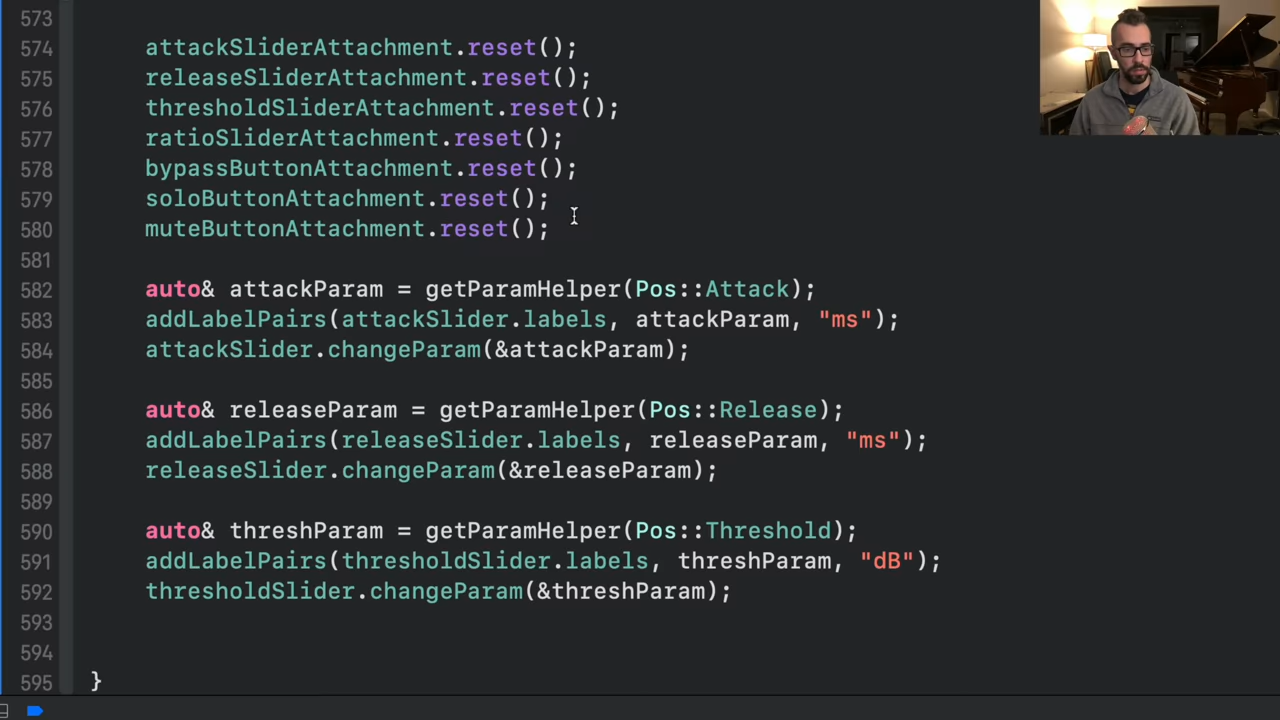 573
574 attackSliderAttachment.reset();
575 releaseSliderAttachment.reset();
576 thresholdSliderAttachment.reset();
577 ratioSliderAttachment.reset();
578 bypassButtonAttachment.reset();
579 soloButtonAttachment.reset();
580 muteButtonAttachment.reset();
581
582 auto& attackParam = getParamHelper(Pos::Attack);
583 addLabelPairs(attackSlider.labels, attackParam, "ms");
584 attackSlider.changeParam(&attackParam);
585
586 auto& releaseParam = getParamHelper(Pos::Release);
587 addLabelPairs(releaseSlider.labels, releaseParam, "ms");
588 releaseSlider.changeParam(&releaseParam);
589
590 auto& threshParam = getParamHelper(Pos::Threshold);
591 addLabelPairs(thresholdSlider.labels, threshParam, "dB");
592 thresholdSlider.changeParam(&threshParam);
593
594
595 }